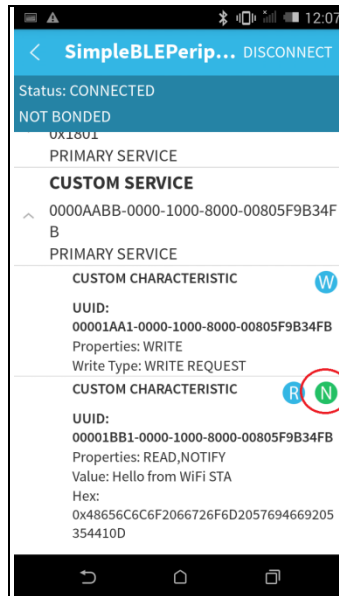 12:07
SimpleBLEPerip... DISCONNECT
Status: CONNECTED
NOT BONDED
0x1801
PRIMARY SERVICE
CUSTOM SERVICE
0000AABB-0000-1000-8000-00805F9B34F
B
PRIMARY SERVICE
CUSTOM CHARACTERISTIC W
UUID:
00001AA1-0000-1000-8000-00805F9B34FB
Properties: WRITE
Write Type: WRITE REQUEST
CUSTOM CHARACTERISTIC R N
UUID:
00001BB1-0000-1000-8000-00805F9B34FB
Properties: READ,NOTIFY
Value: Hello from WiFi STA
Hex:
0x48656C6C6F2066726F6D2057694669205
354410D